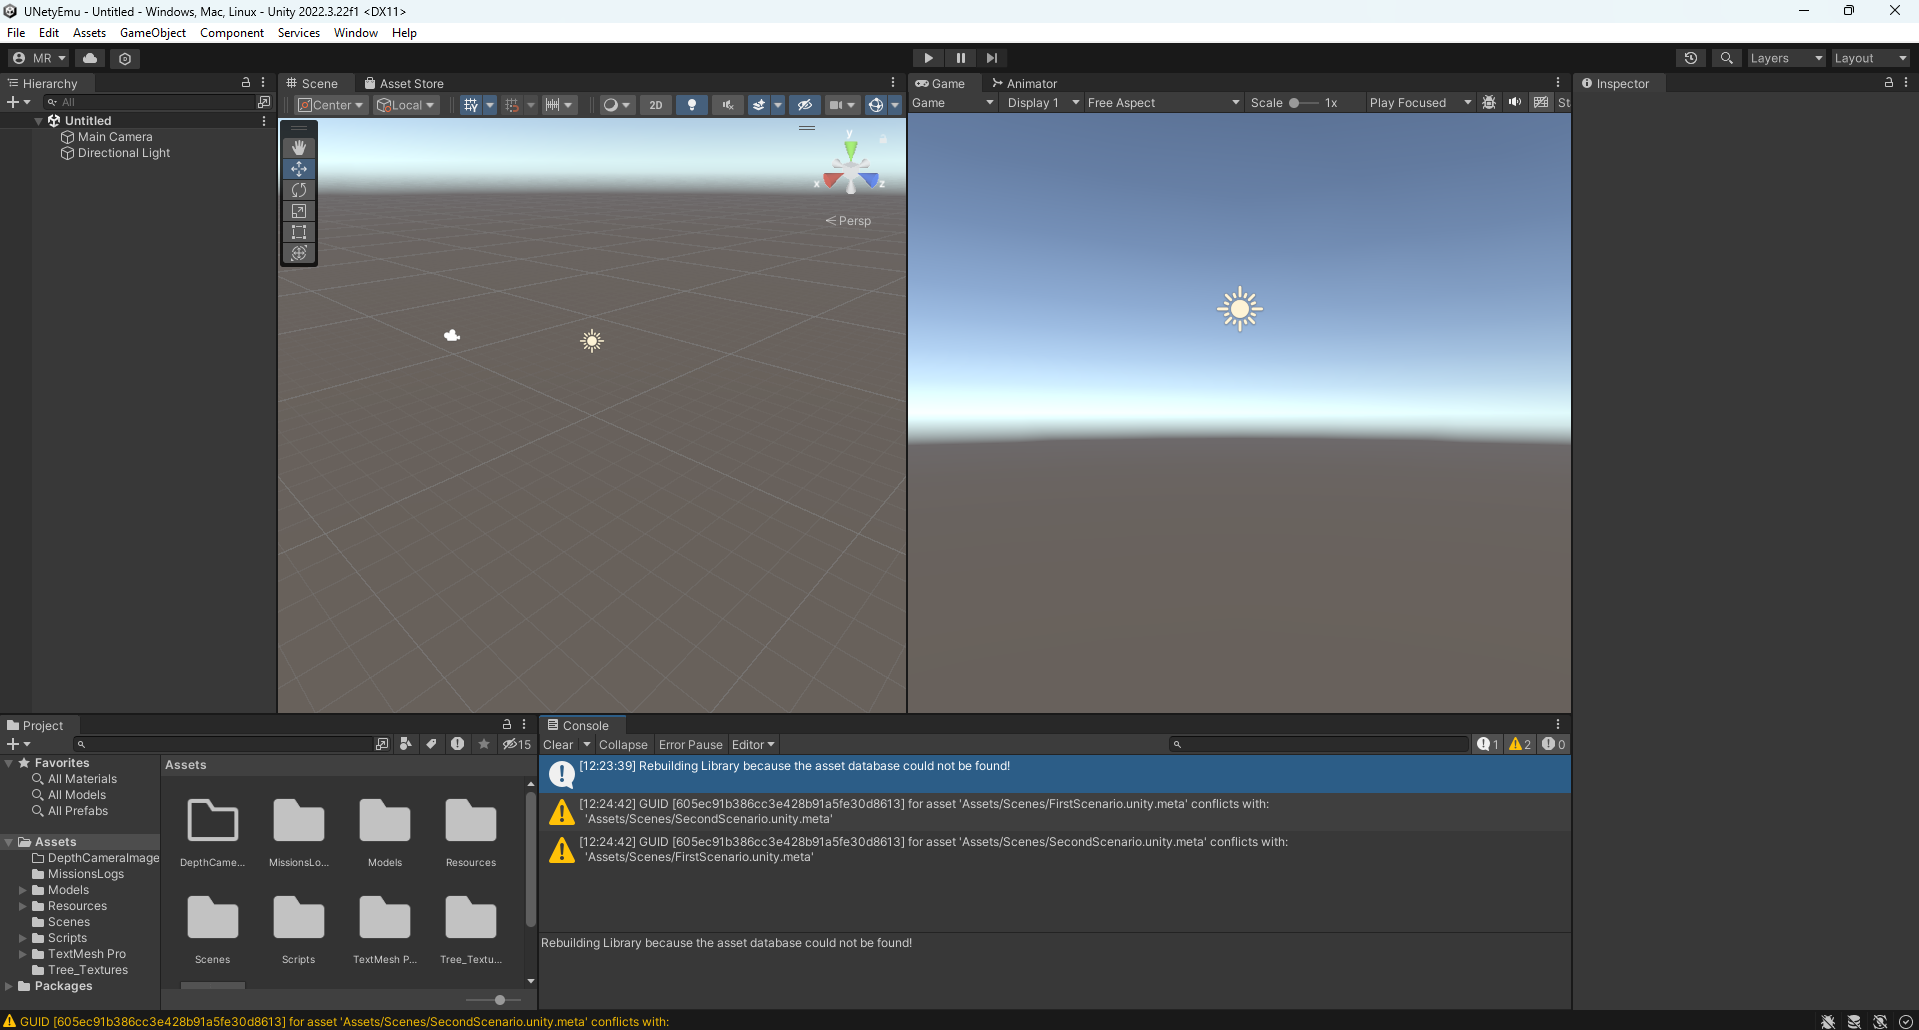 UNetyEmu - Untitled - Windows, Mac, Linux - Unity 2022.3.22f1 <DX11>
File Edit Assets GameObject Component Services Window Help
MR Layers Layout
Hierarchy
All
Untitled
Main Camera
Directional Light
Scene Asset Store
Center Local 2D
y
x z
Persp
Game Animator
Game Display 1 Free Aspect Scale 1x Play Focused St
Inspector
Project
15
Favorites
All Materials
All Models
All Prefabs
Assets
DepthCameraImage
MissionsLogs
Models
Resources
Scenes
Scripts
TextMesh Pro
Tree_Textures
Packages
Assets
DepthCame... MissionsLo... Models Resources
Scenes Scripts TextMesh P... Tree_Textu...
Console
Clear Collapse Error Pause Editor 1 2 0
[12:23:39] Rebuilding Library because the asset database could not be found!
[12:24:42] GUID [605ec91b386cc3e428b91a5fe30d8613] for asset 'Assets/Scenes/FirstScenario.unity.meta' conflicts with:
'Assets/Scenes/SecondScenario.unity.meta'
[12:24:42] GUID [605ec91b386cc3e428b91a5fe30d8613] for asset 'Assets/Scenes/SecondScenario.unity.meta' conflicts with:
'Assets/Scenes/FirstScenario.unity.meta'
Rebuilding Library because the asset database could not be found!
GUID [605ec91b386cc3e428b91a5fe30d8613] for asset 'Assets/Scenes/SecondScenario.unity.meta' conflicts with: